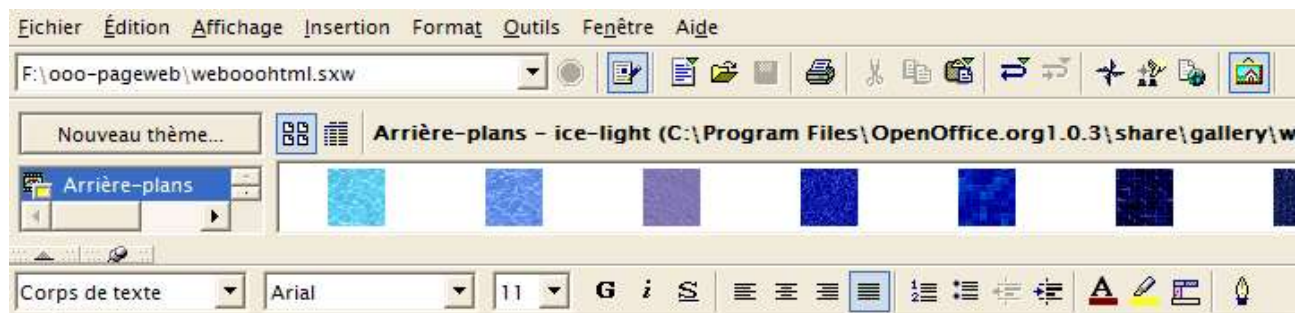 Fichier Édition Affichage Insertion Format Outils Fenêtre Aide
F:\ooo-pageweb\webooohtml.sxw
Nouveau thème... Arrière-plans - ice-light (C:\Program Files\OpenOffice.org1.0.3\share\gallery\w
Arrière-plans
Corps de texte Arial 11 G i S A